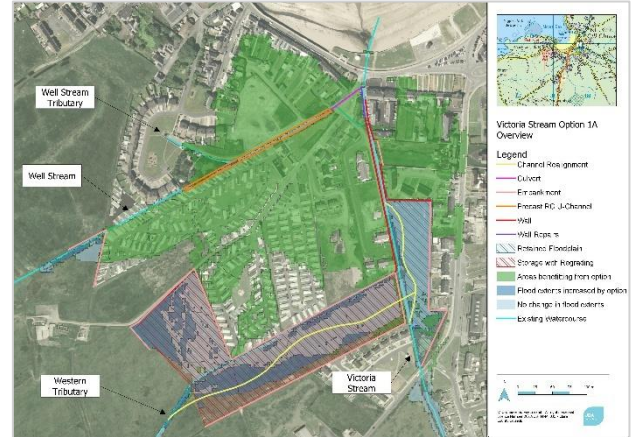 Well Stream
Tributary
Well Stream
Western
Tributary
Victoria
Stream
Victoria Stream Option 1A
Overview
Legend
Channel Realignment
Culvert
Embankment
Precast RC U-Channel
Wall
Wall Repairs
Retained Floodplain
Storage with Regrading
Areas benefitting from option
Flood extents increased by option
No change in flood extents
Existing Watercourse
JBA